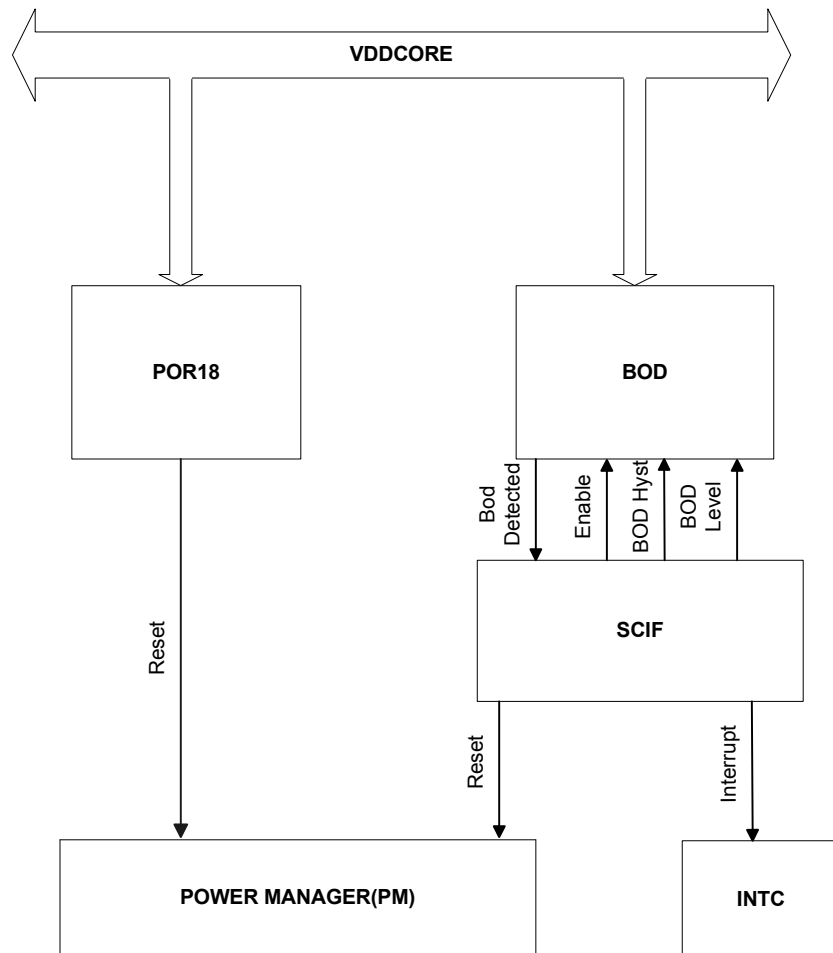 VDDCORE
POR18
BOD
Bod
Detected
Enable
BOD Hyst
BOD
Level
SCIF
Reset
Reset
Interrupt
POWER MANAGER(PM)
INTC